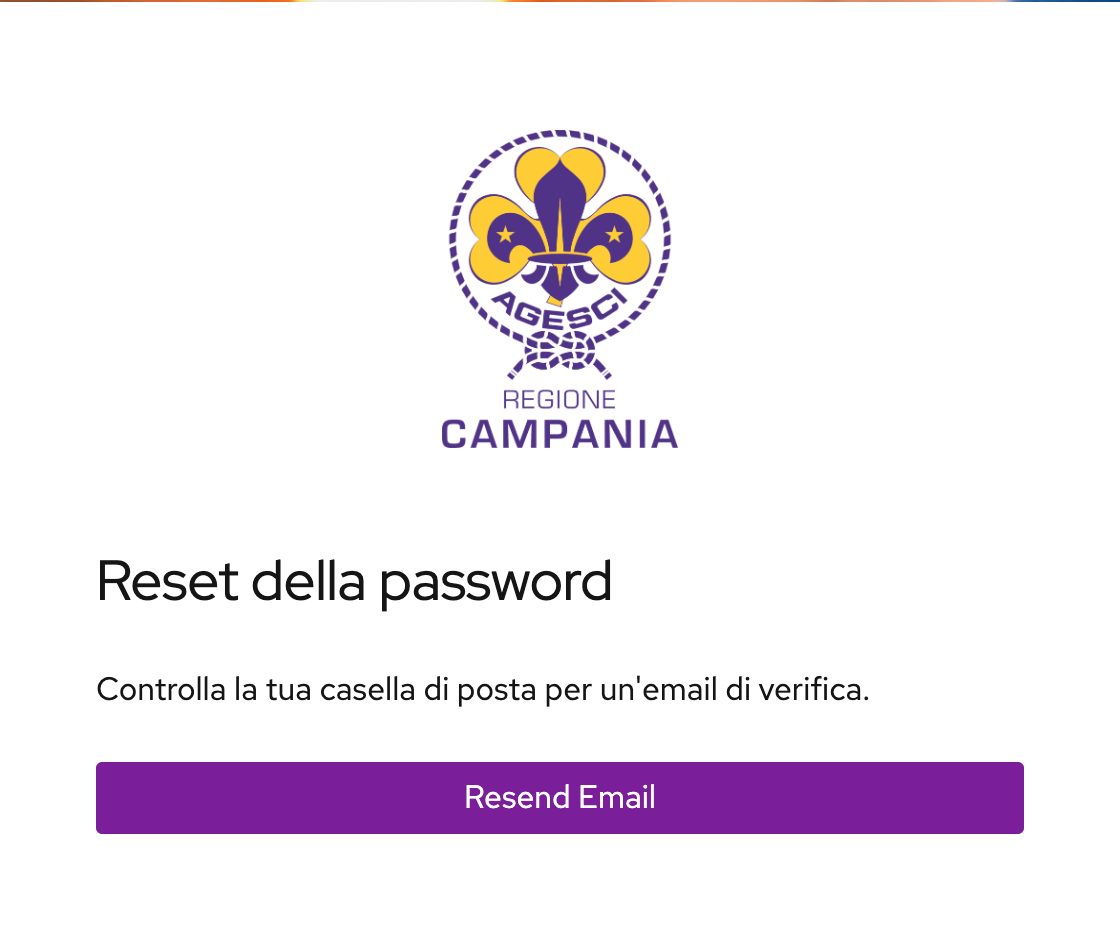 AGESCI
REGIONE
CAMPANIA
Reset della password
Controlla la tua casella di posta per un'email di verifica.
Resend Email